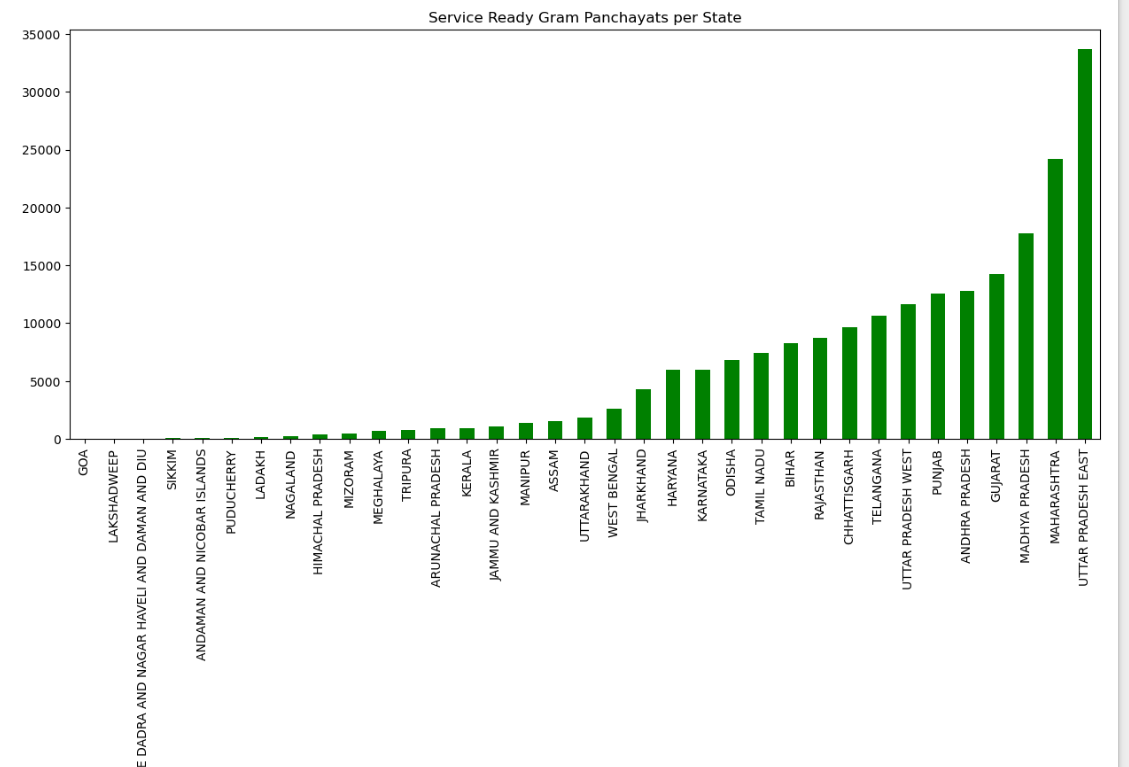 Service Ready Gram Panchayats per State
35000
30000
25000
20000
15000
10000
5000
0
GOA
LAKSHADWEEP
E DADRA AND NAGAR HAVELI AND DAMAN AND DIU
SIKKIM
ANDAMAN AND NICOBAR ISLANDS
PUDUCHERRY
LADAKH
NAGALAND
HIMACHAL PRADESH
MIZORAM
MEGHALAYA
TRIPURA
ARUNACHAL PRADESH
KERALA
JAMMU AND KASHMIR
MANIPUR
ASSAM
UTTARAKHAND
WEST BENGAL
JHARKHAND
HARYANA
KARNATAKA
ODISHA
TAMIL NADU
BIHAR
RAJASTHAN
CHHATTISGARH
TELANGANA
UTTAR PRADESH WEST
PUNJAB
ANDHRA PRADESH
GUJARAT
MADHYA PRADESH
MAHARASHTRA
UTTAR PRADESH EAST